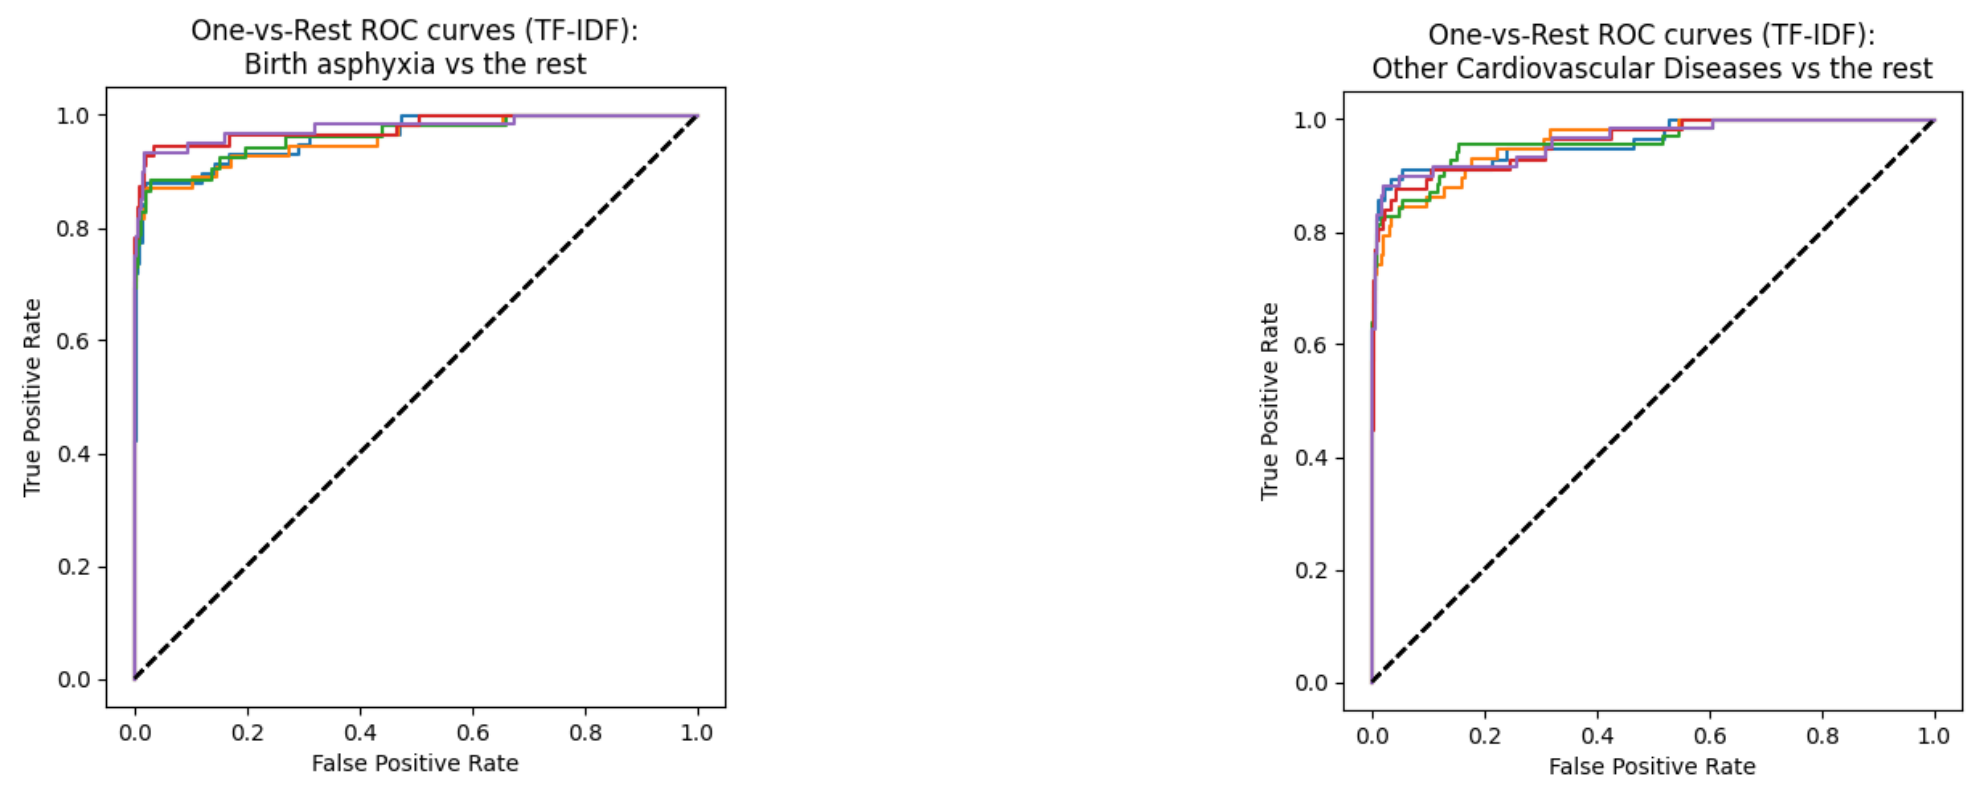 One-vs-Rest ROC curves (TF-IDF):
Birth asphyxia vs the rest
1.0
0.8
0.6
0.4
0.2
0.0
True Positive Rate
0.0 0.2 0.4 0.6 0.8 1.0
False Positive Rate
One-vs-Rest ROC curves (TF-IDF):
Other Cardiovascular Diseases vs the rest
1.0
0.8
0.6
0.4
0.2
0.0
True Positive Rate
0.0 0.2 0.4 0.6 0.8 1.0
False Positive Rate